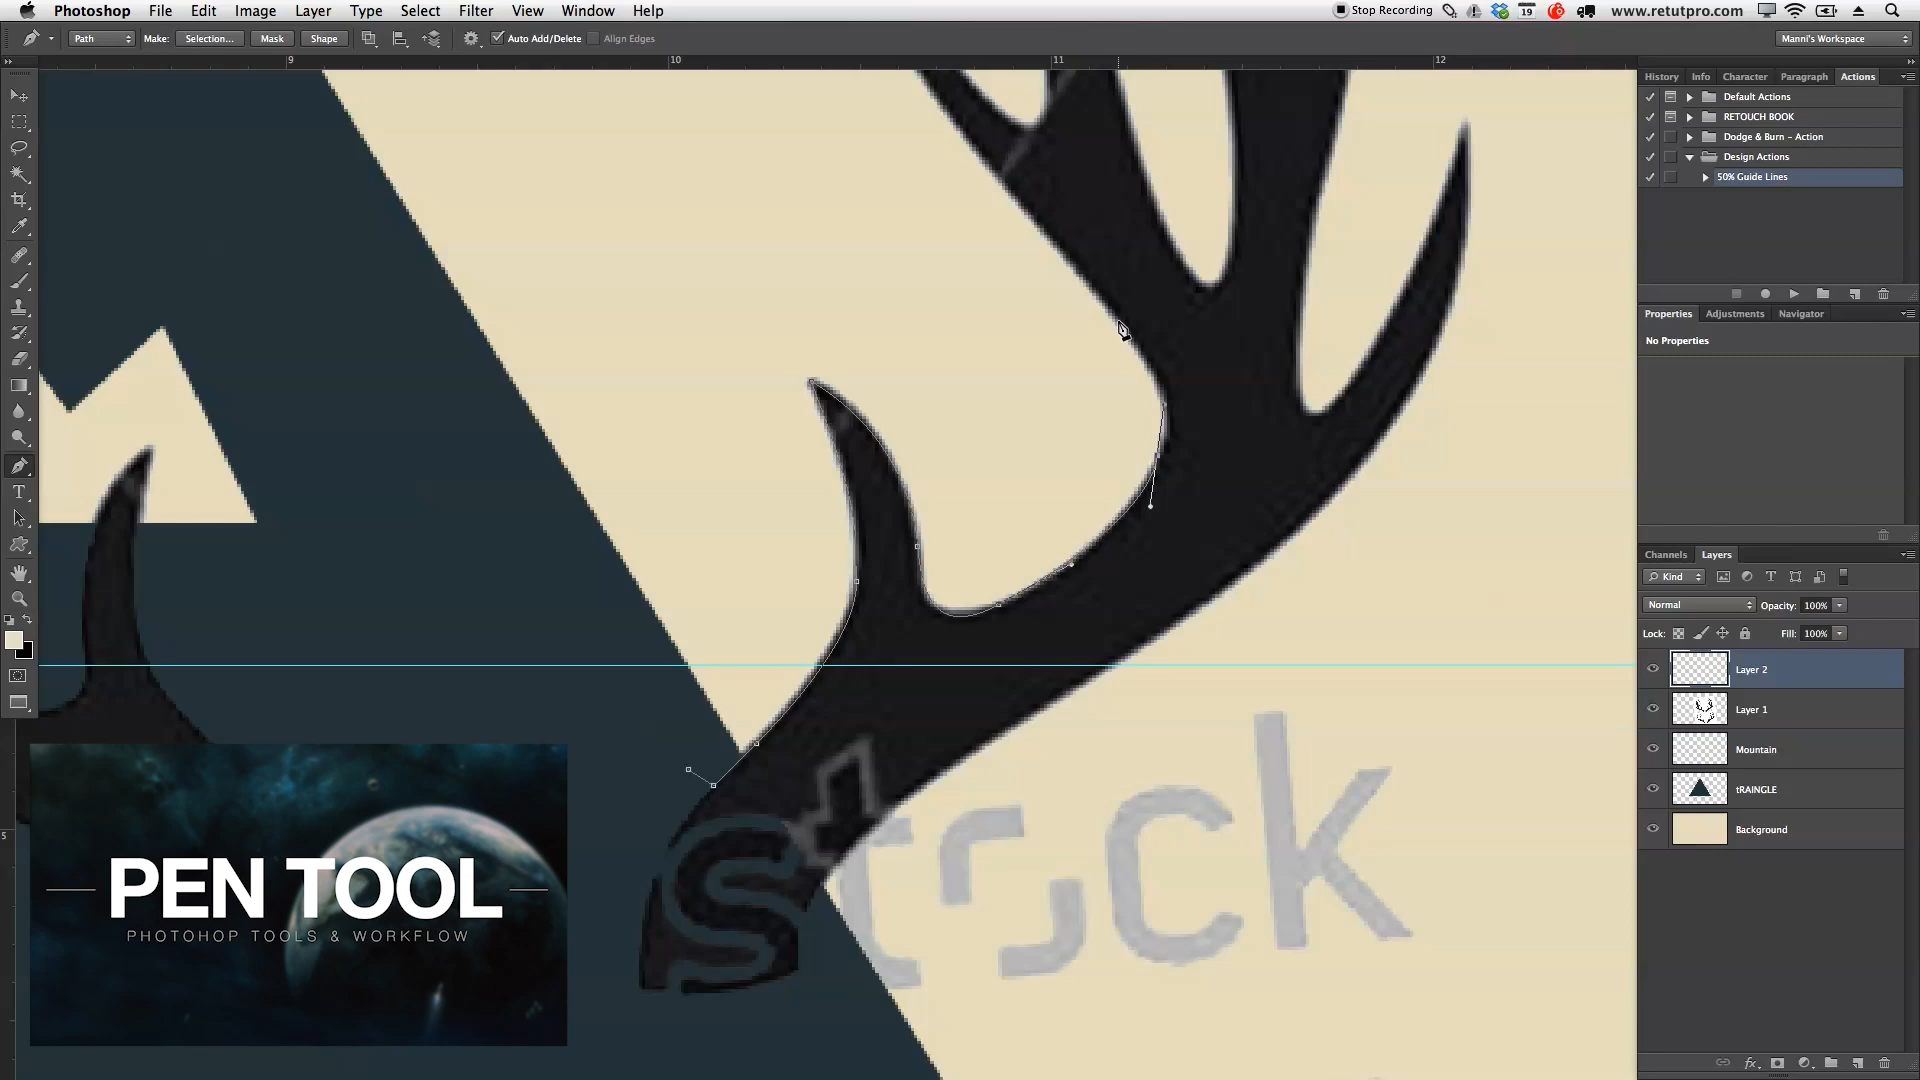 Photoshop File Edit Image Layer Type Select Filter View Window Help
Stop Recording 19 www.retutpro.com
Path Make: Selection... Mask Shape Auto Add/Delete Align Edges Manni's Workspace
9 10 11 12
History Info Character Paragraph Actions
Default Actions
RETOUCH BOOK
Dodge & Burn - Action
Design Actions
50% Guide Lines
Properties Adjustments Navigator
No Properties
Channels Layers
Kind
Normal Opacity: 100%
Lock: Fill: 100%
Layer 2
Layer 1
Mountain
tRAINGLE
Background
5
stock
PEN TOOL
PHOTOHOP TOOLS & WORKFLOW